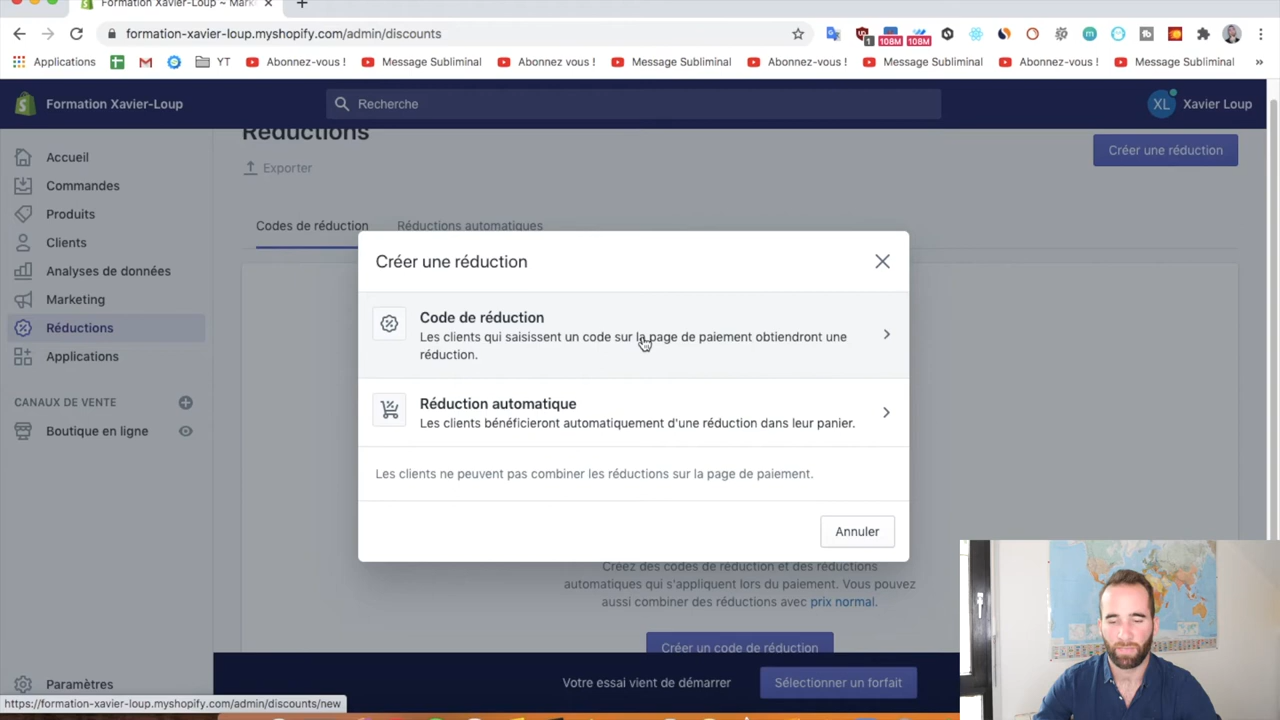 Formation Xavier-Loup ~ Mark
formation-xavier-loup.myshopify.com/admin/discounts
1
108M
108M
Applications
YT
Abonnez-vous !
Message Subliminal
Abonnez vous !
Message Subliminal
Abonnez-vous !
Message Subliminal
Abonnez-vous !
Message Subliminal
»
Formation Xavier-Loup
Recherche
XL
Xavier Loup
Accueil
Commandes
Produits
Clients
Analyses de données
Marketing
Réductions
Applications
CANAUX DE VENTE
Boutique en ligne
Paramètres
Réductions
Créer une réduction
Exporter
Codes de réduction
Réductions automatiques
Créer une réduction
Code de réduction
Les clients qui saisissent un code sur la page de paiement obtiendront une
réduction.
Réduction automatique
Les clients bénéficieront automatiquement d'une réduction dans leur panier.
Les clients ne peuvent pas combiner les réductions sur la page de paiement.
Annuler
Créez des codes de réduction et des réductions
automatiques qui s'appliquent lors du paiement. Vous pouvez
aussi combiner des réductions avec prix normal.
Créer un code de réduction
Votre essai vient de démarrer
Sélectionner un forfait
https://formation-xavier-loup.myshopify.com/admin/discounts/new